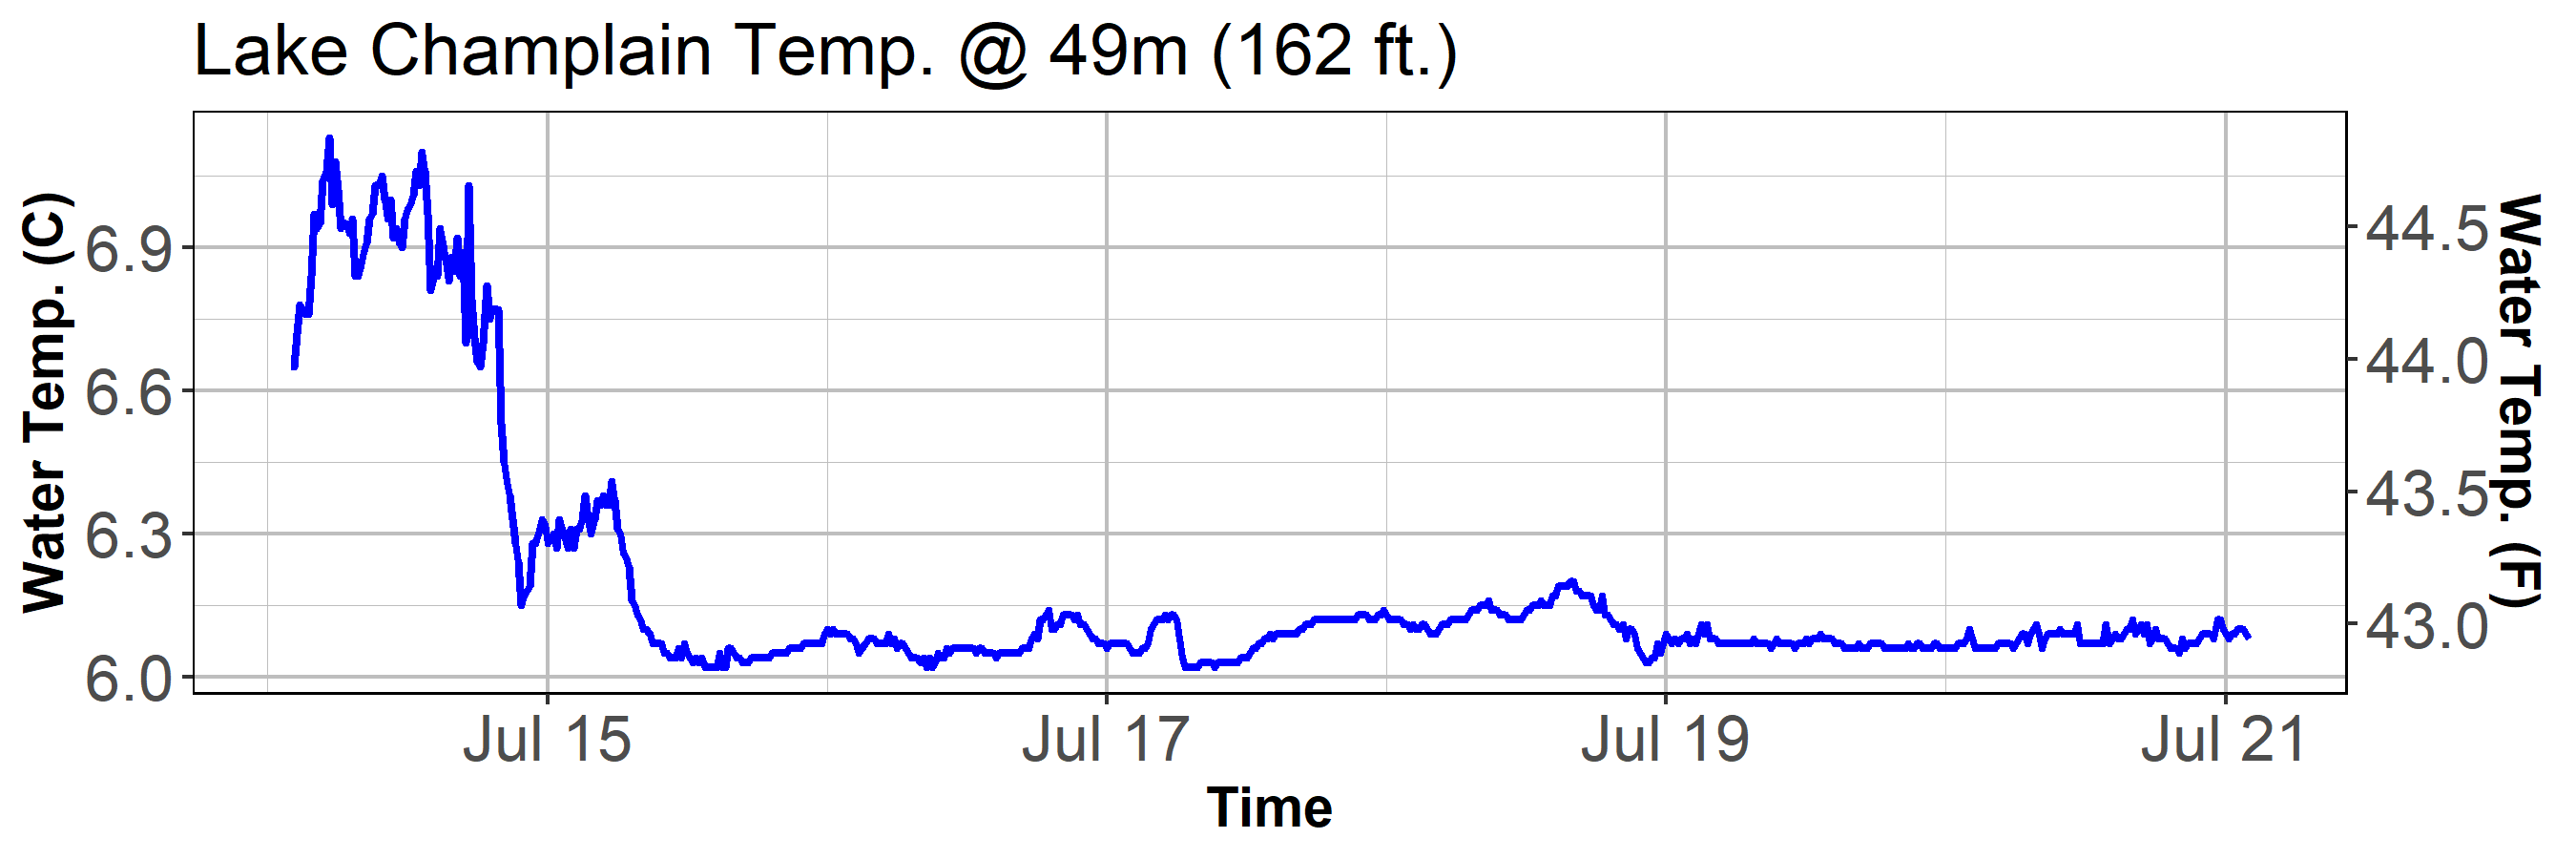 Lake Champlain Temp. @ 49m (162 ft.)
Water Temp. (C)
6.9
6.6
6.3
6.0
44.5
44.0
43.5
43.0
Water Temp. (F)
Jul 15
Jul 17
Jul 19
Jul 21
Time